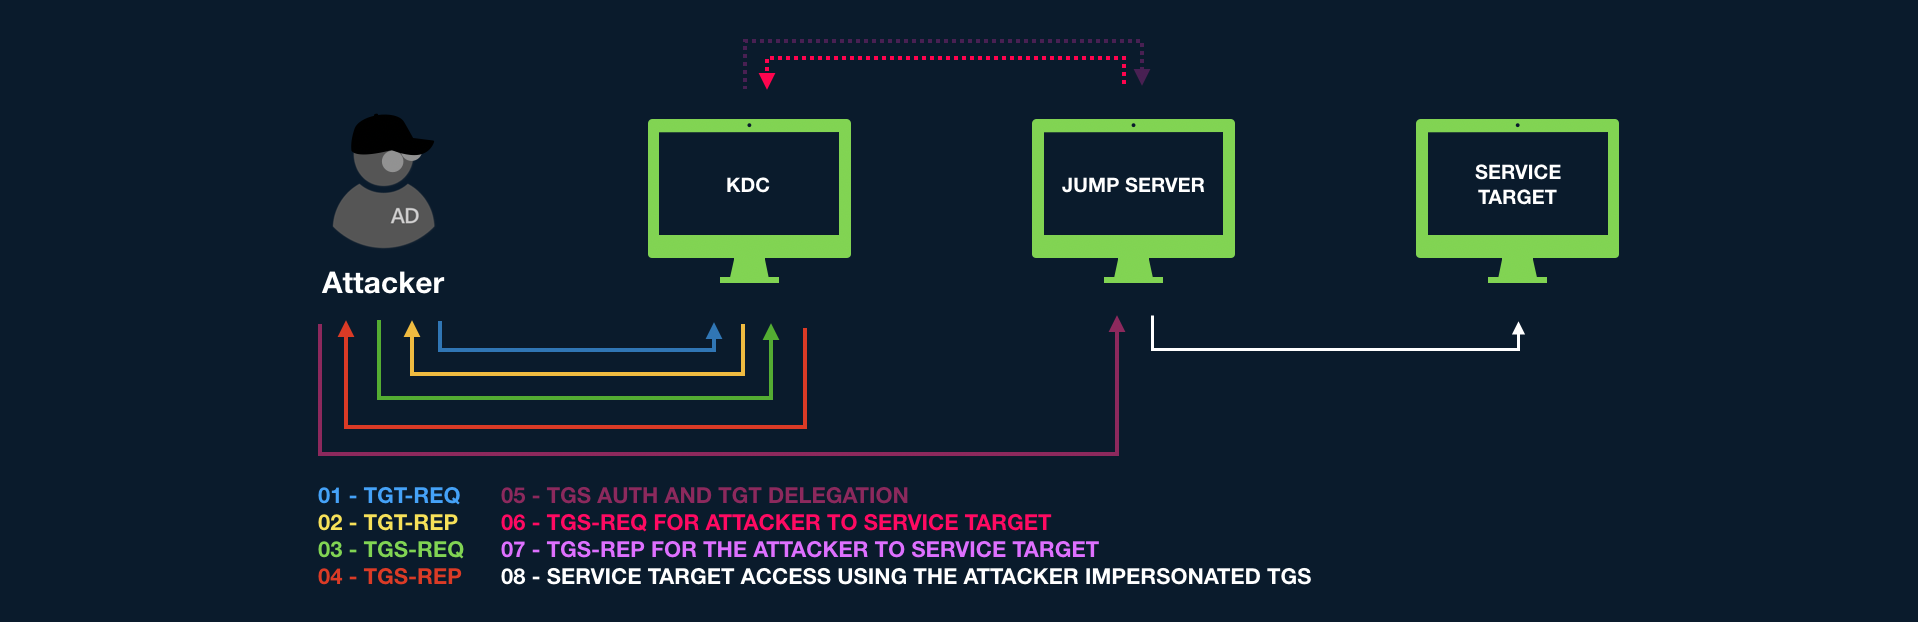 KDC
JUMP SERVER
SERVICE
TARGET
AD
Attacker
01 - TGT-REQ
02 - TGT-REP
03 - TGS-REQ
04 - TGS-REP
05 - TGS AUTH AND TGT DELEGATION
06 - TGS-REQ FOR ATTACKER TO SERVICE TARGET
07 - TGS-REP FOR THE ATTACKER TO SERVICE TARGET
08 - SERVICE TARGET ACCESS USING THE ATTACKER IMPERSONATED TGS